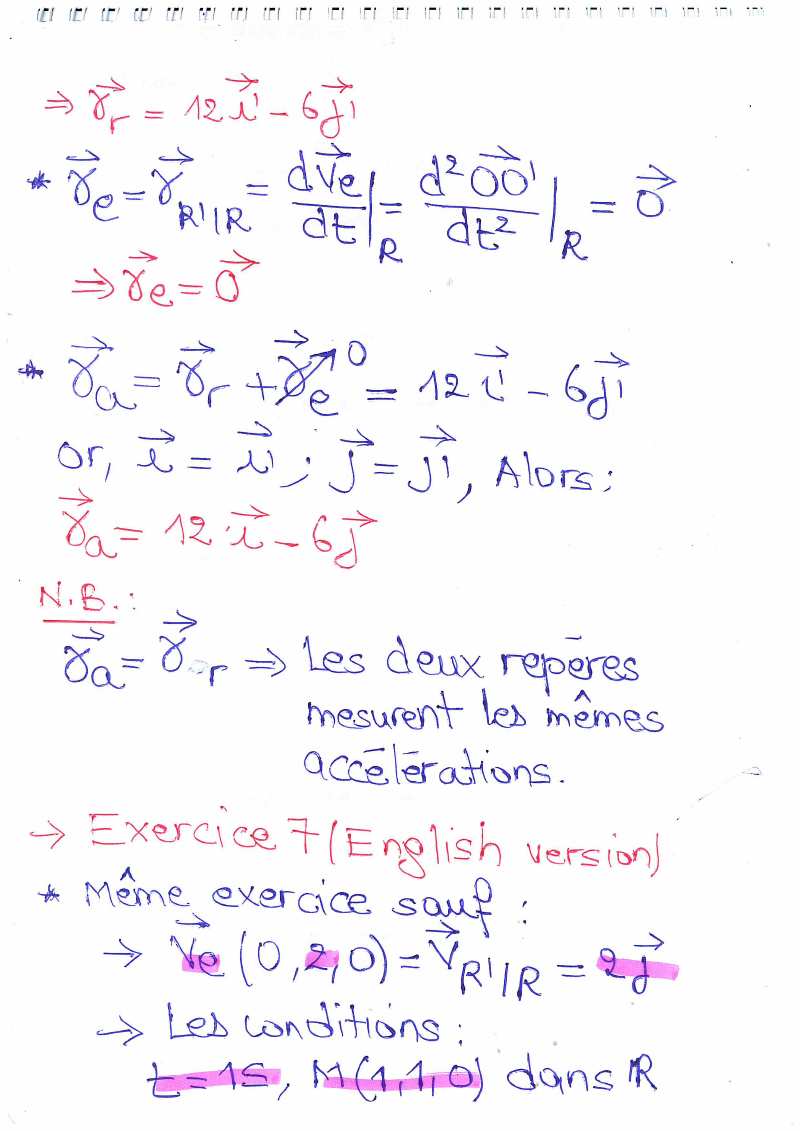 ⇒ γ⃗r = 12 i⃗' - 6 j⃗'
* γ⃗e = γ⃗R'/R = dV⃗e/dt|R = d²OO⃗'/dt²|R = 0⃗
⇒ γ⃗e = 0⃗
* γ⃗a = γ⃗r + γ⃗e↗0 = 12 i⃗' - 6 j⃗'
or, i⃗ = i⃗' ; j⃗ = j⃗', Alors :
γ⃗a = 12 i⃗ - 6 j⃗
N.B. :
γ⃗a = γ⃗r ⇒ Les deux repères
mesurent les mêmes
accélérations.
→ Exercice 7 (English version)
* Même exercice sauf :
→ V⃗e (0, 2, 0) = V⃗R'/R = 2 j⃗
→ Les conditions :
t = 1s, M(1,1,0) dans R